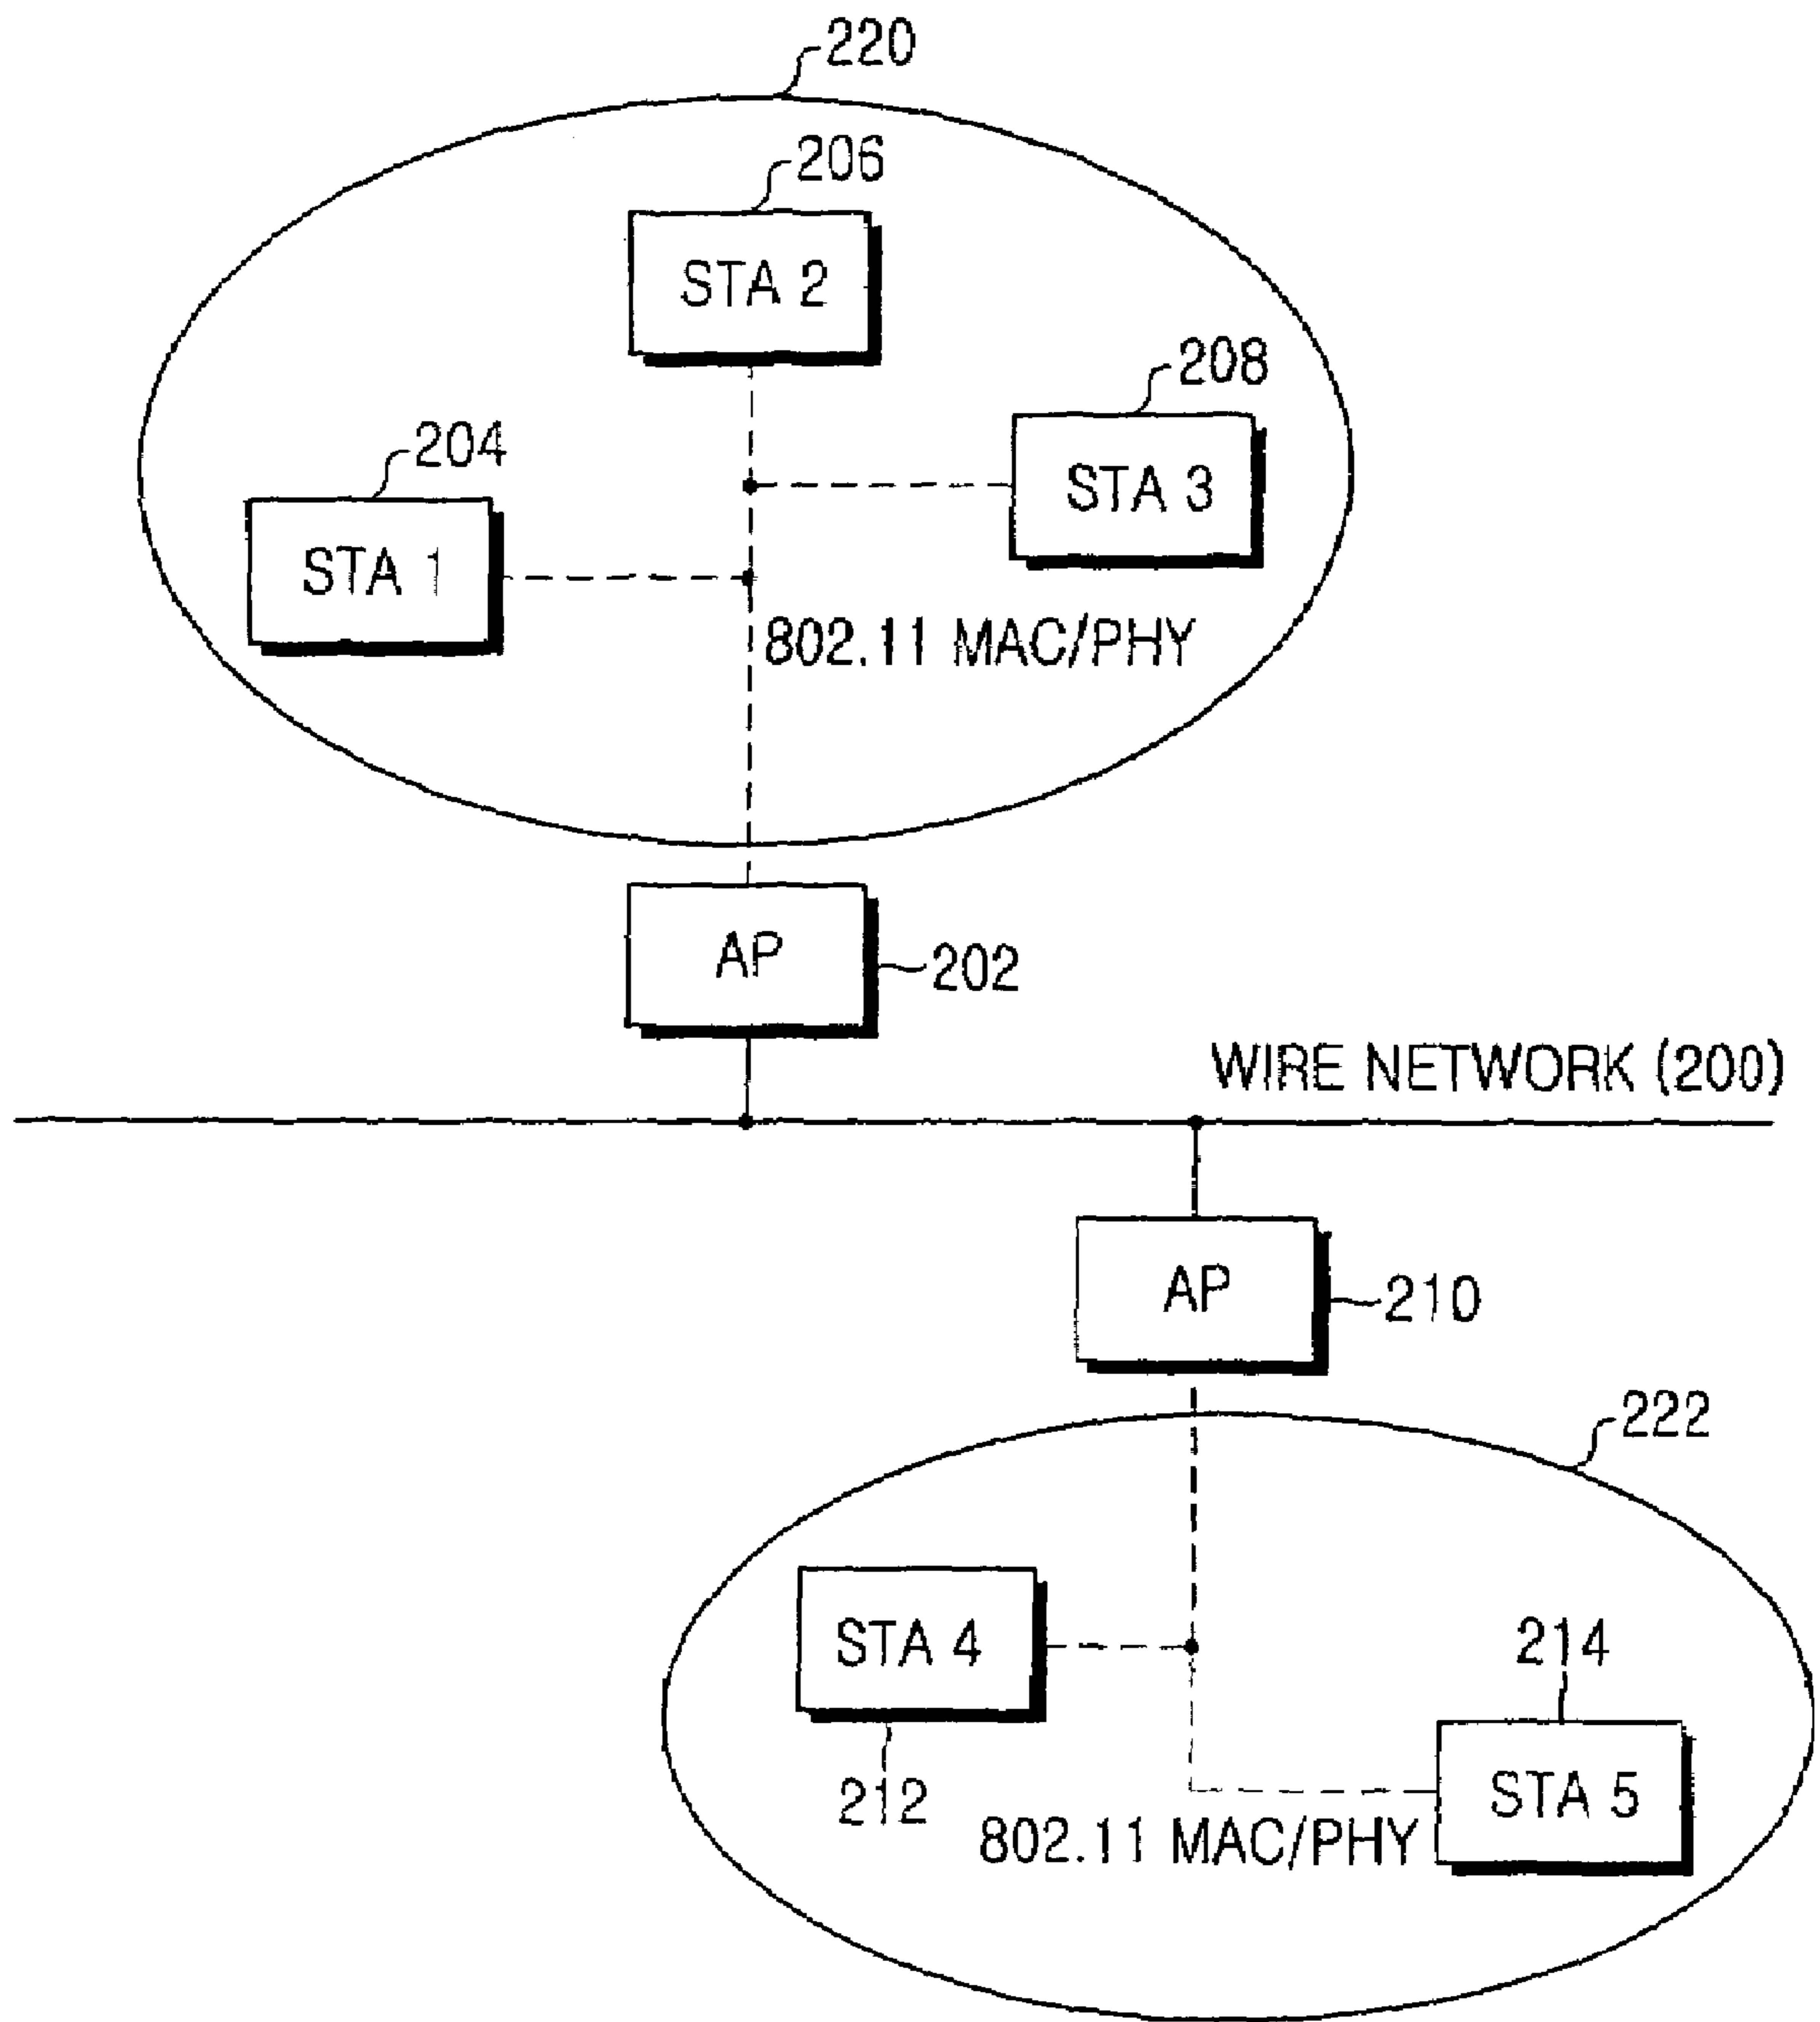 220
206
STA 2
208
STA 3
204
STA 1
802.11 MAC/PHY
AP
202
WIRE NETWORK (200)
AP
210
222
STA 4
212
214
STA 5
802.11 MAC/PHY